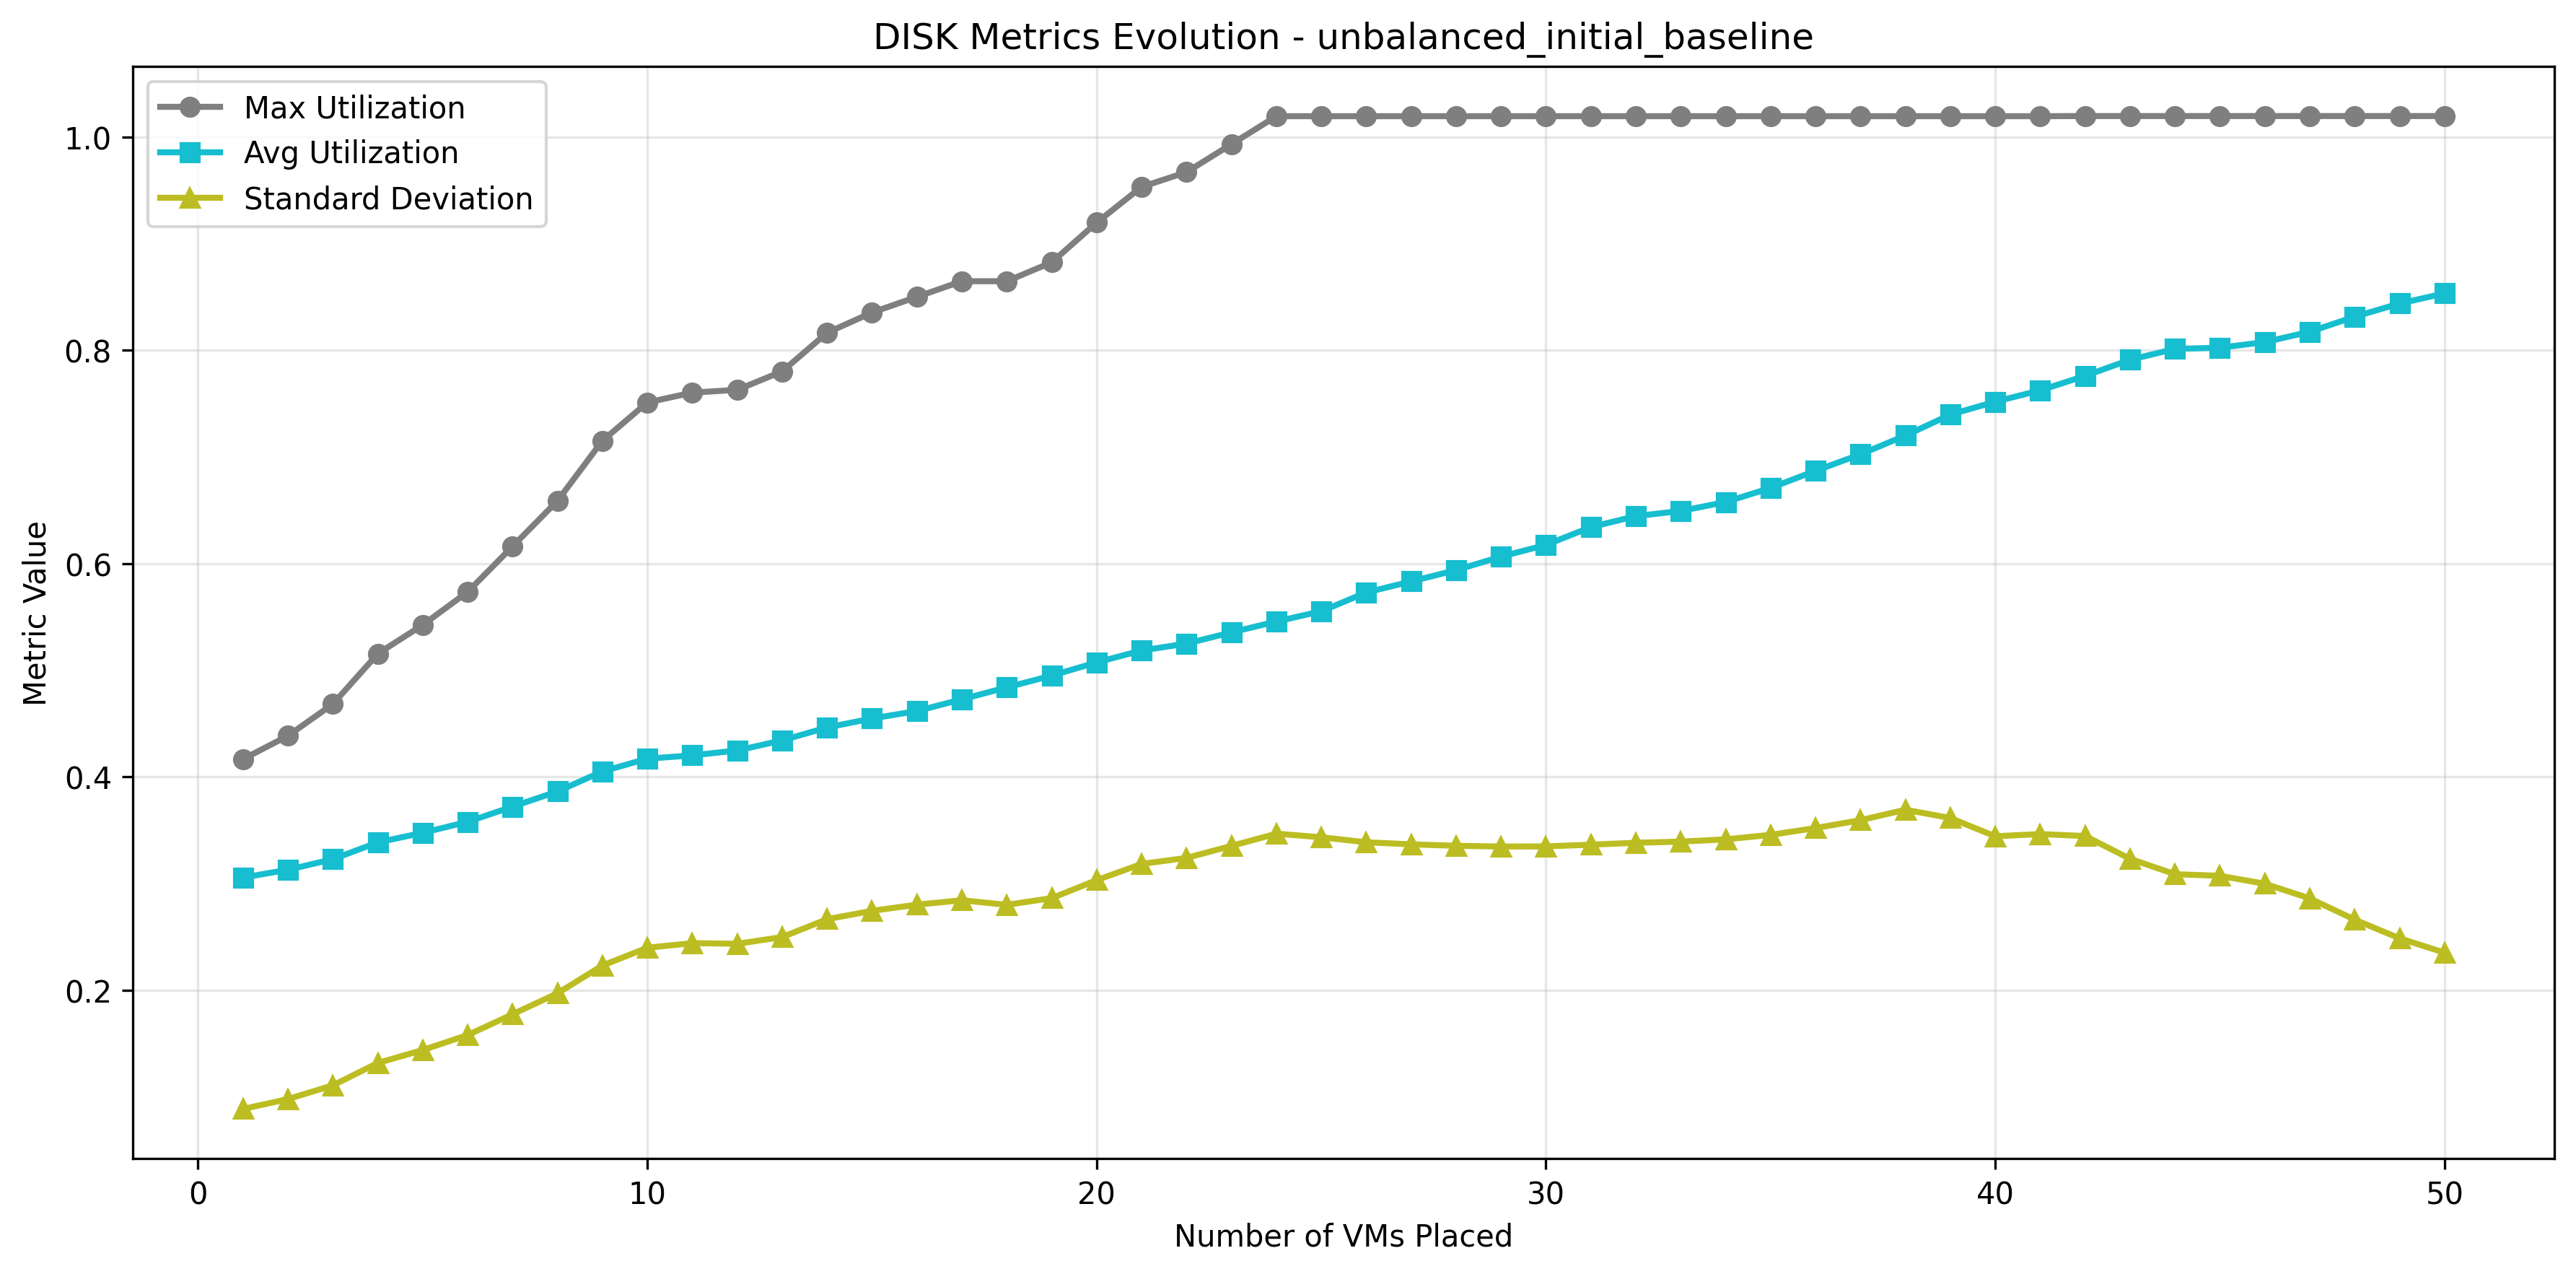 DISK Metrics Evolution - unbalanced_initial_baseline
Max Utilization
Avg Utilization
Standard Deviation
Metric Value
1.0
0.8
0.6
0.4
0.2
0 10 20 30 40 50
Number of VMs Placed